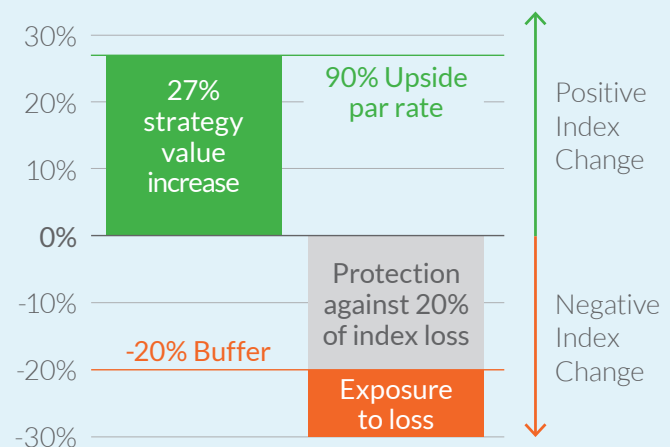 30%
20%
10%
0%
-10%
-20%
-30%
27%
strategy
value
increase
90% Upside
par rate
Positive
Index
Change
Protection
against 20%
of index loss
-20% Buffer
Exposure
to loss
Negative
Index
Change